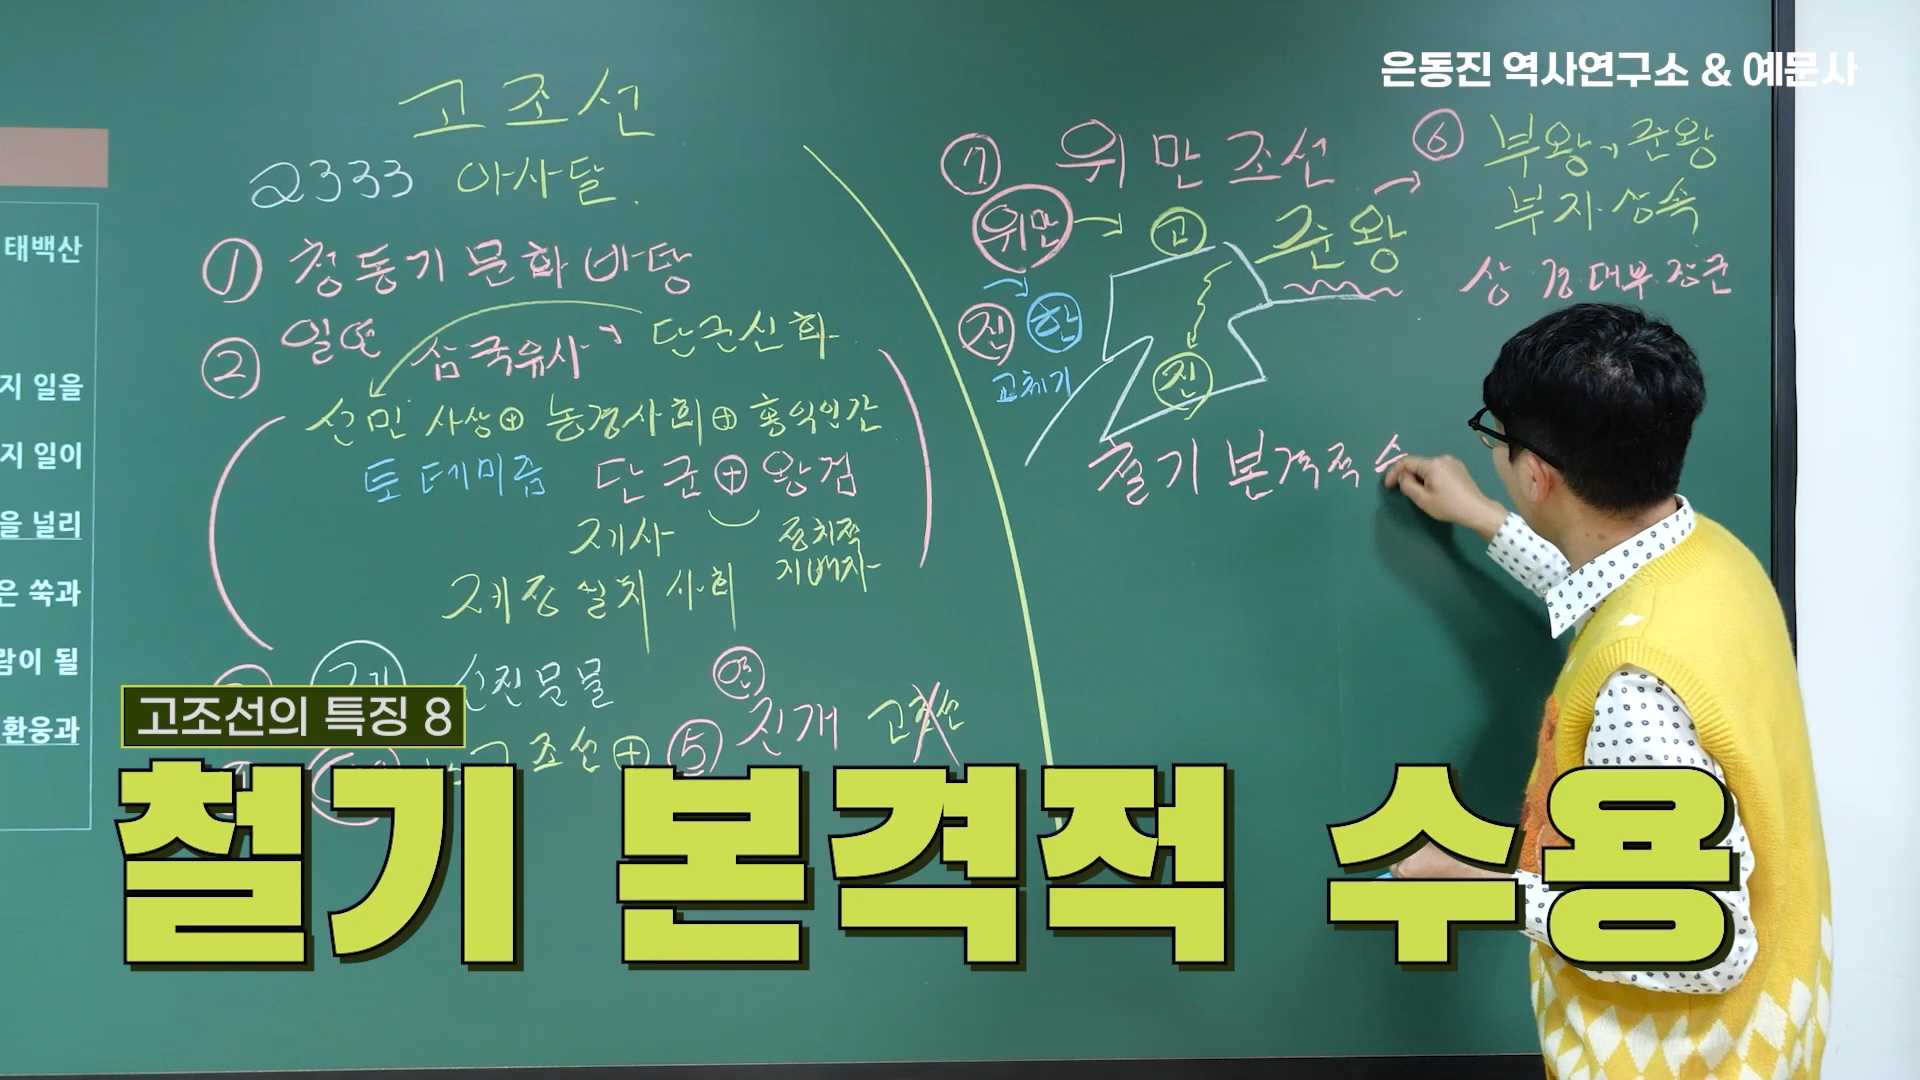 은동진 역사연구소 & 예문사
태백산
지 일을
지 일이
을 널리
은 쑥과
람이 될
환웅과
고조선
2333 아사달.
① 청동기 문화 바탕
② 일연 삼국유사 → 단군신화
선민 사상 ⊕ 농경사회 ⊕ 홍익인간
토테미즘 단군 ⊕ 왕검
제사 정치적
지배자
제정 일치 사회
선진문물
연
고조선 ⊕ ⑤ 진개 고조선
⑦ 위만조선
위만 → 고 준왕
진 한
교체기
진
⑥ 부왕, 준왕
부자상속
상 경 대부 장군
철기 본격적 수
고조선의 특징 8
철기 본격적 수용